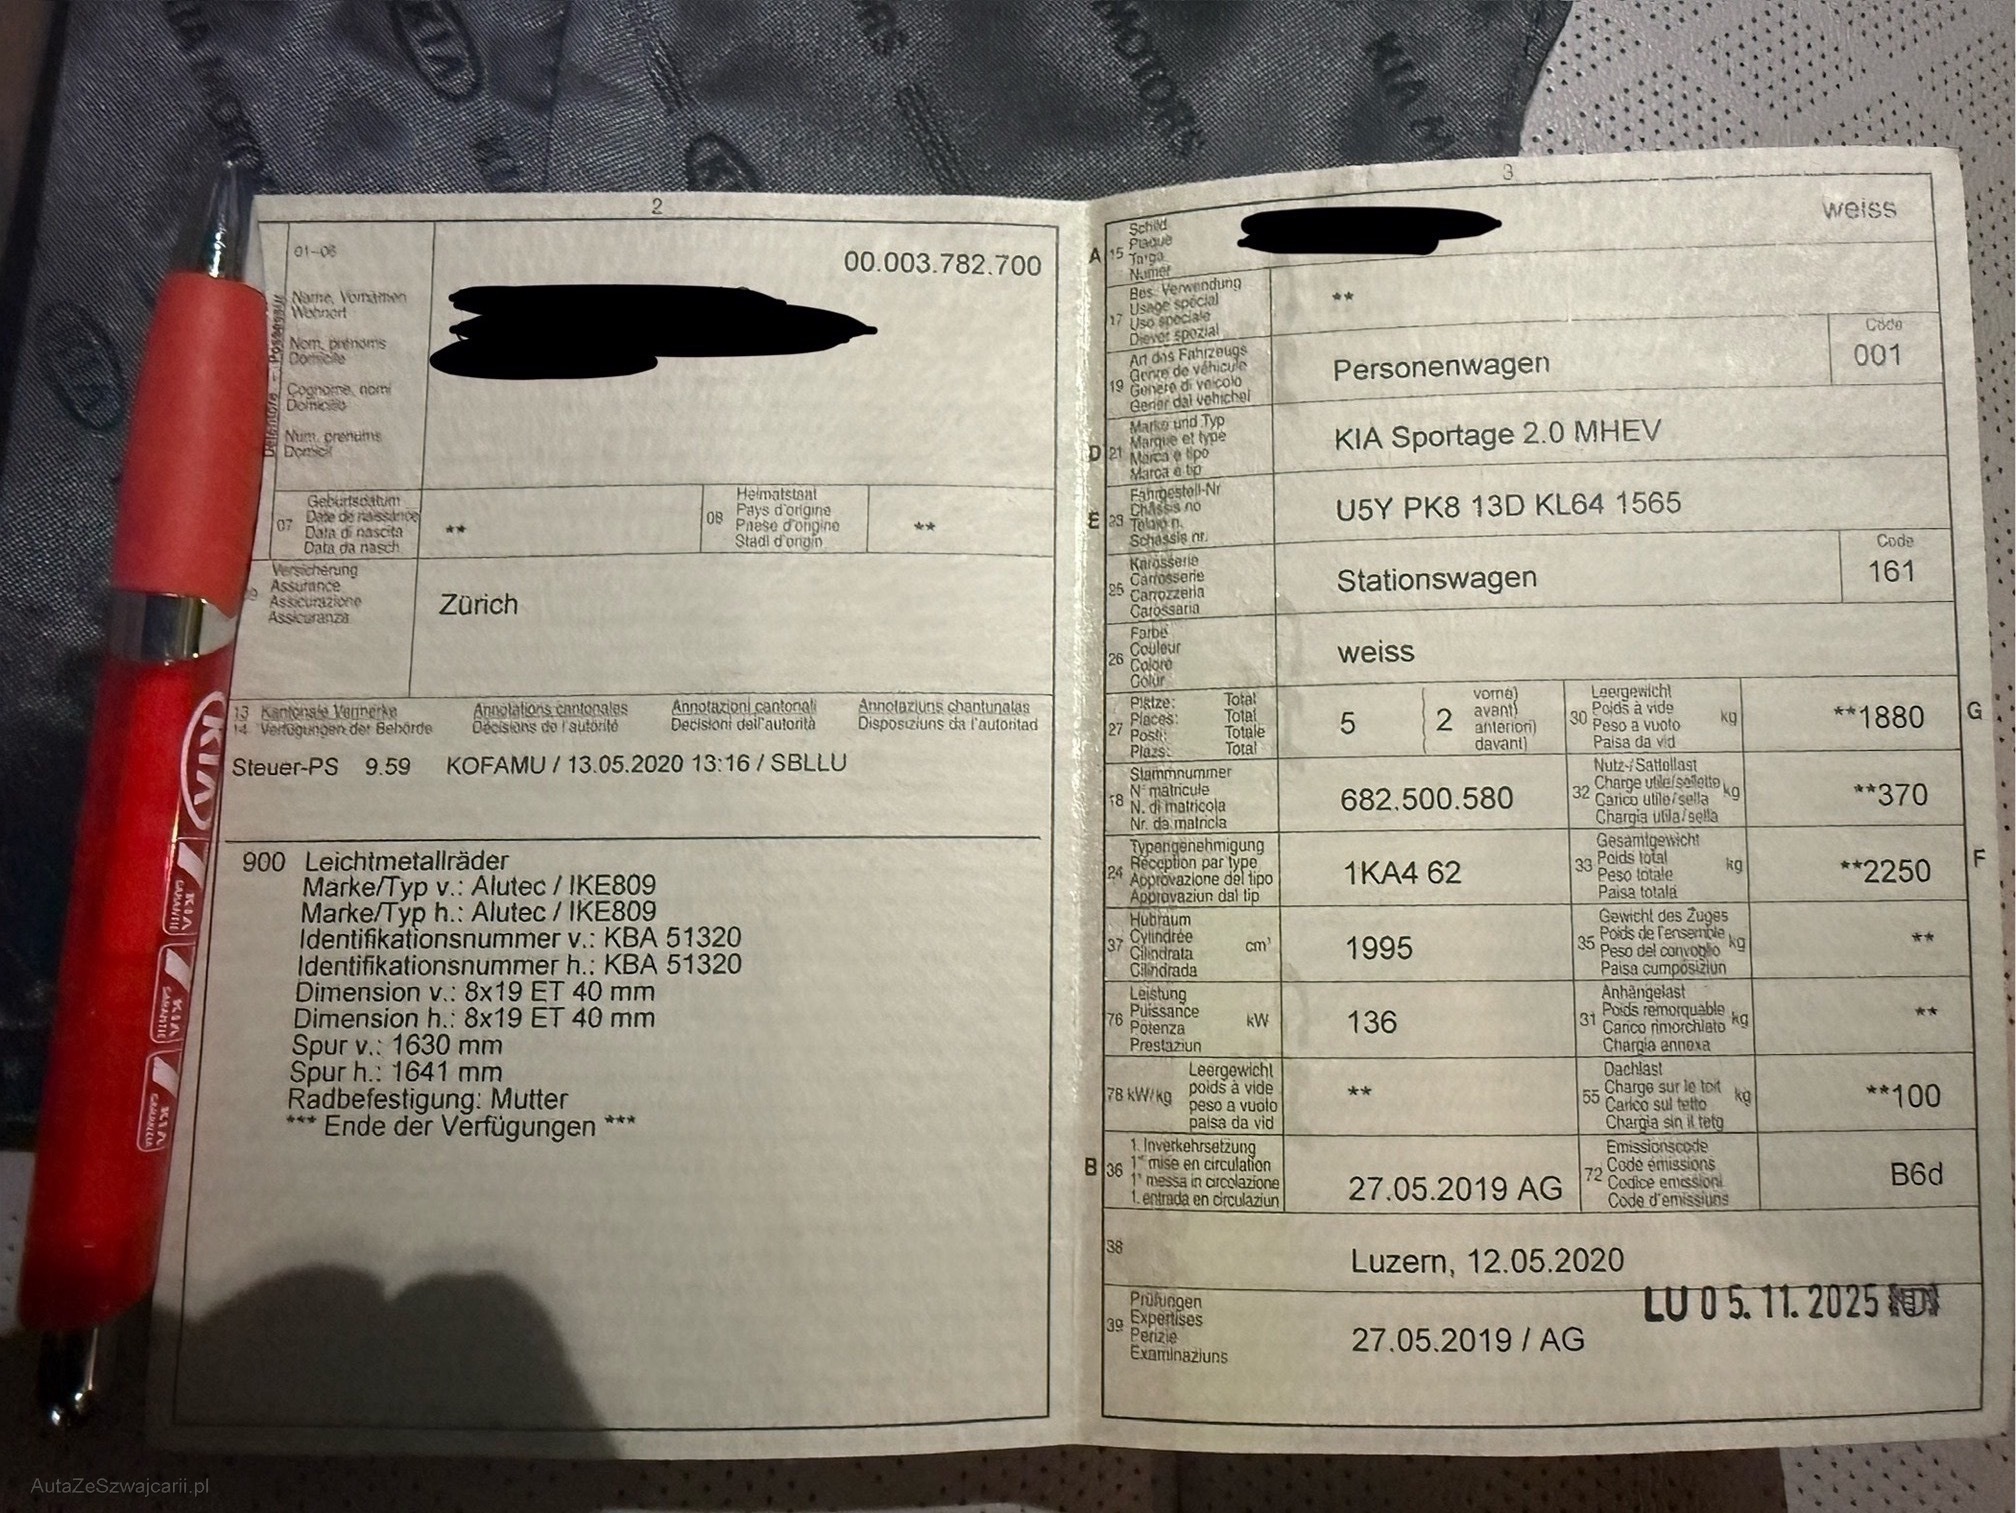 KIA
KIA MOTORS
KIA
MOTORS
KIA M
KIA
KIA
KIA
KIA GARANTIE
KIA GARANTIE
2
01–06
00.003.782.700
Name, Vornamen
Wohnort
Nom, prénoms
Domicile
Cognome, nomi
Domicilio
Num, prenums
Domicil
07 Geburtsdatum
Date de naissance
Data di nascita
Data da nasch.
**
08 Heimatstaat
Pays d'origine
Paese d'origine
Stadi d'origin
**
Versicherung
Assurance
Assicurazione
Assicuranza
Zürich
13 Kantonale Vermerke Annotations cantonales Annotazioni cantonali Annotaziuns chantunalas
14 Verfügungen der Behörde Décisions de l'autorité Decisioni dell'autorità Disposiziuns da l'autoritad
Steuer-PS 9.59 KOFAMU / 13.05.2020 13:16 / SBLLU
900 Leichtmetallräder
Marke/Typ v.: Alutec / IKE809
Marke/Typ h.: Alutec / IKE809
Identifikationsnummer v.: KBA 51320
Identifikationsnummer h.: KBA 51320
Dimension v.: 8x19 ET 40 mm
Dimension h.: 8x19 ET 40 mm
Spur v.: 1630 mm
Spur h.: 1641 mm
Radbefestigung: Mutter
*** Ende der Verfügungen ***
3
A 15 Schild
Plaque
Targa
Numer
weiss
17 Bes. Verwendung
Usage spécial
Uso speciale
Diever spezial
**
19 Art des Fahrzeugs
Genre de véhicule
Genere di veicolo
Gener dal vehichel
Personenwagen
Code
001
D 21 Marke und Typ
Marque et type
Marca e tipo
Marca e tip
KIA Sportage 2.0 MHEV
E 23 Fahrgestell-Nr
Châssis no
Telaio n.
Schassis nr.
U5Y PK8 13D KL64 1565
25 Karosserie
Carrosserie
Carrozzeria
Carossaria
Stationswagen
Code
161
26 Farbe
Couleur
Colore
Colur
weiss
27 Plätze: Total
Places: Total
Posti: Totale
Plazs: Total
5
2
vorne)
avant)
anteriori)
davant)
30 Leergewicht
Poids à vide
Peso a vuoto
Paisa da vid
kg
**1880
G
18 Stammnummer
N° matricule
N. di matricola
Nr. da matricla
682.500.580
32 Nutz-/Sattellast
Charge utile/sellette
Carico utile/sella
Chargia utila/sella
kg
**370
24 Typengenehmigung
Réception par type
Approvazione del tipo
Approvaziun dal tip
1KA4 62
33 Gesamtgewicht
Poids total
Peso totale
Paisa totala
kg
**2250
F
37 Hubraum
Cylindrée
Cilindrata
Cilindrada
cm³
1995
35 Gewicht des Zuges
Poids de l'ensemble
Peso del convoglio
Paisa cumposiziun
kg
**
76 Leistung
Puissance
Potenza
Prestaziun
kW
136
31 Anhängelast
Poids remorquable
Carico rimorchiato
Chargia annexa
kg
**
78 kW/kg
Leergewicht
poids à vide
peso a vuoto
paisa da vid
**
55 Dachlast
Charge sur le toit
Carico sul tetto
Chargia sin il tetg
kg
**100
B 36 1. Inverkehrsetzung
1re mise en circulation
1a messa in circolazione
1. entrada en circulaziun
27.05.2019 AG
72 Emissionscode
Code émissions
Codice emissioni
Code d'emissiuns
B6d
38
Luzern, 12.05.2020
LU 05.11.2025
39 Prüfungen
Expertises
Perizie
Examinaziuns
27.05.2019 / AG
AutaZeSzwajcarii.pl